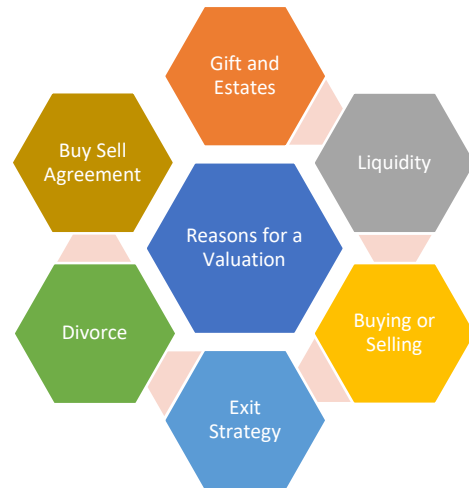 Gift and
Estates
Buy Sell
Agreement
Liquidity
Reasons for a
Valuation
Divorce
Buying or
Selling
Exit
Strategy